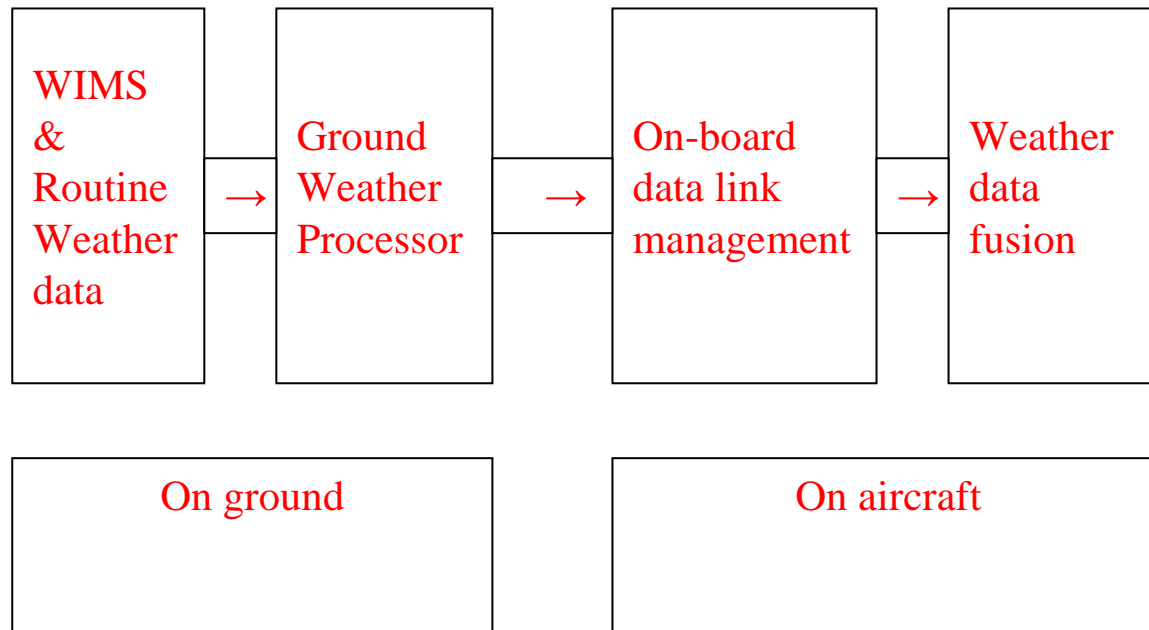 WIMS
&
Routine
Weather
data
→
Ground
Weather
Processor
→
On-board
data link
management
→
Weather
data
fusion
On ground
On aircraft